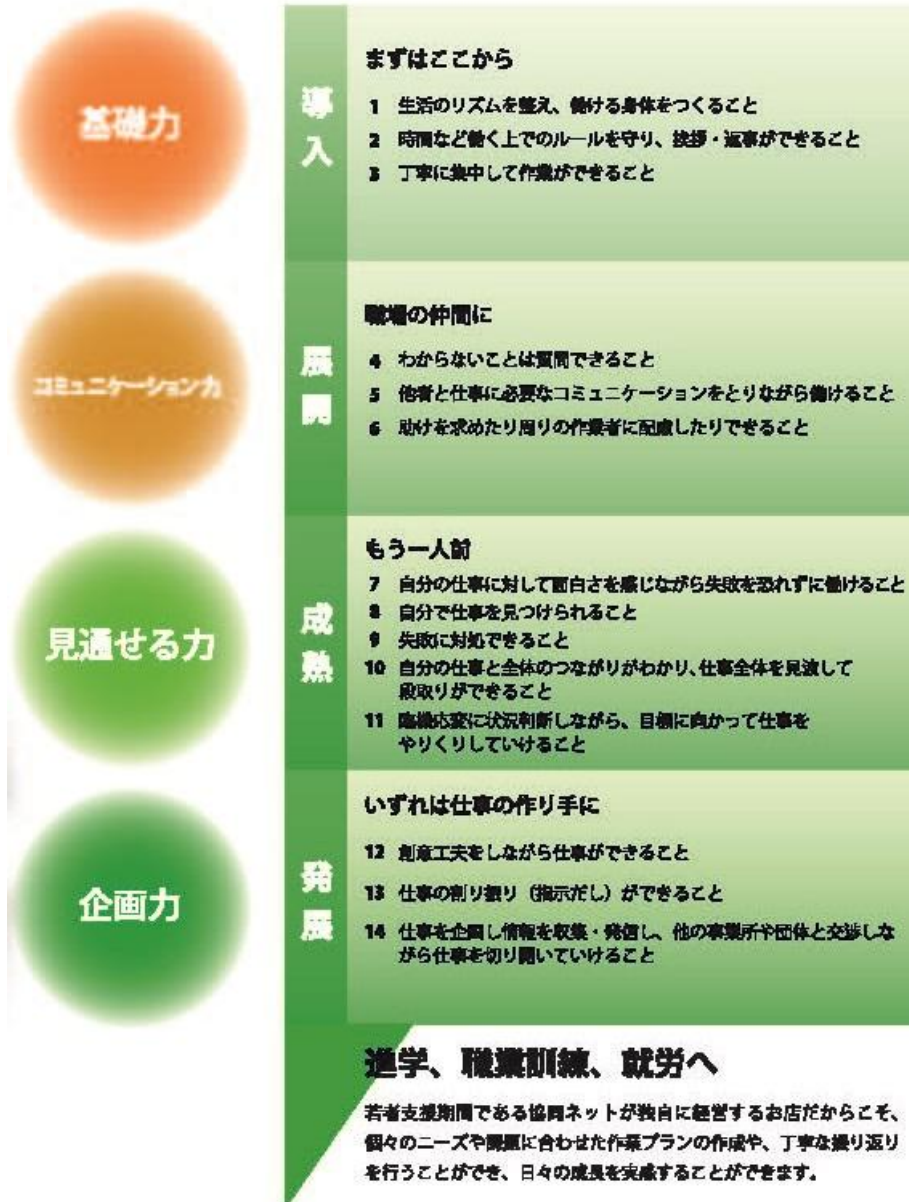 基礎力
導入
まずはここから
1 生活のリズムを整え、働ける身体をつくること
2 時間など働く上でのルールを守り、挨拶・返事ができること
3 丁寧に集中して作業ができること
コミュニケーション力
展開
職場の仲間に
4 わからないことは質問できること
5 他者と仕事に必要なコミュニケーションをとりながら働けること
6 助けを求めたり周りの作業者に配慮したりできること
見通せる力
成熟
もう一人前
7 自分の仕事に対して面白さを感じながら失敗を恐れずに働けること
8 自分で仕事を見つけられること
9 失敗に対処できること
10 自分の仕事と全体のつながりがわかり、仕事全体を見渡して
段取りができること
11 臨機応変に状況判断しながら、目標に向かって仕事を
やりくりしていけること
企画力
発展
いずれは仕事の作り手に
12 創意工夫をしながら仕事ができること
13 仕事の割り振り（指示だし）ができること
14 仕事を企画し情報を収集・発信し、他の事業所や団体と交渉しな
がら仕事を切り開いていけること
進学、職業訓練、就労へ
若者支援期間である協同ネットが独自に経営するお店だからこそ、
個々のニーズや課題に合わせた作業プランの作成や、丁寧な振り返り
を行うことができ、日々の成長を実感することができます。